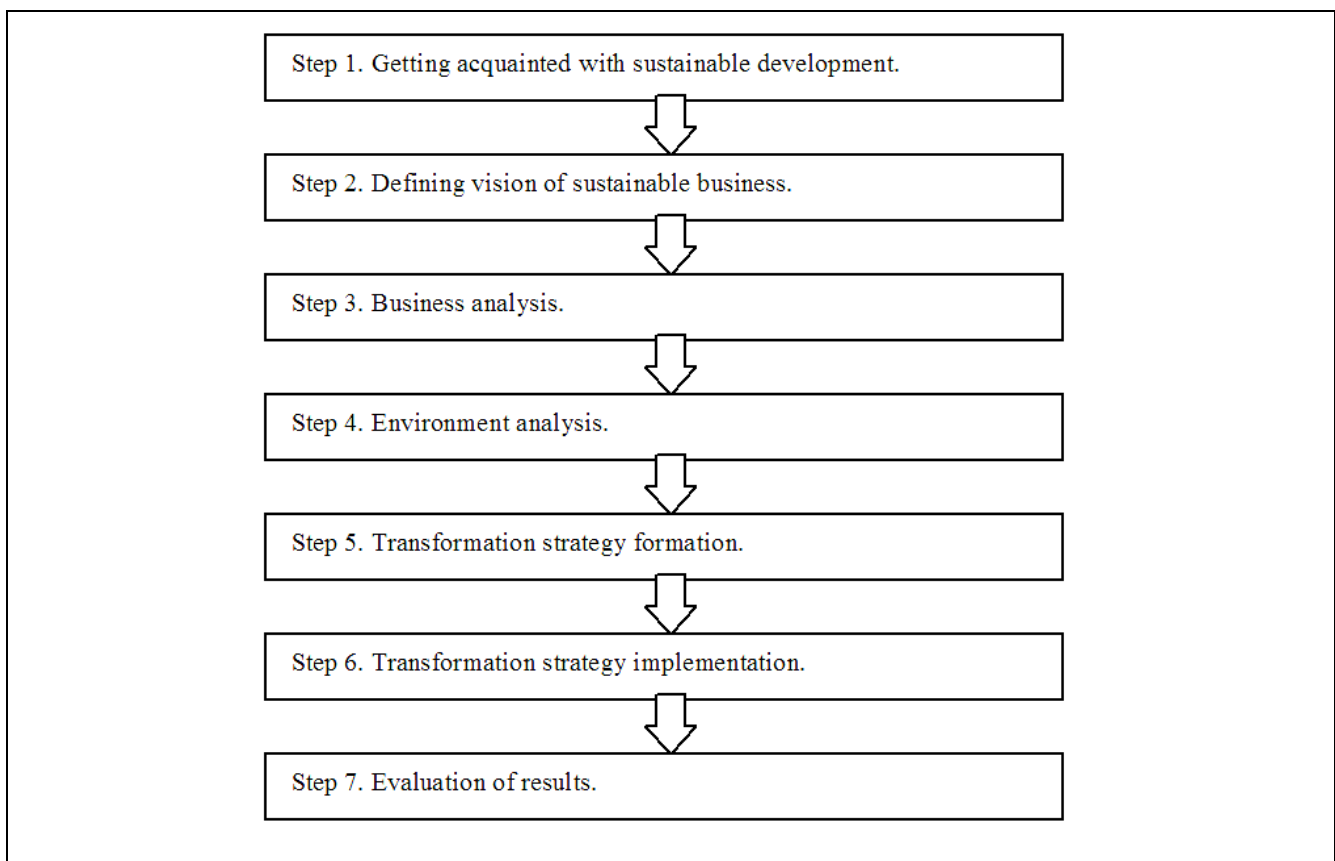 Step 1. Getting acquainted with sustainable development.
Step 2. Defining vision of sustainable business.
Step 3. Business analysis.
Step 4. Environment analysis.
Step 5. Transformation strategy formation.
Step 6. Transformation strategy implementation.
Step 7. Evaluation of results.